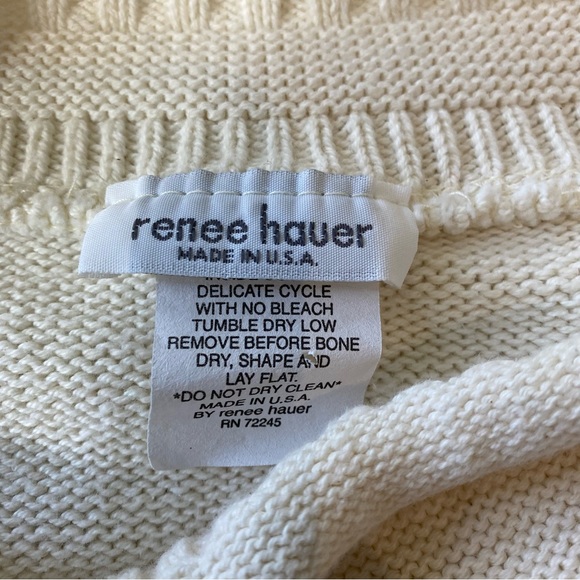 renee hauer
MADE IN U.S.A.
DELICATE CYCLE
WITH NO BLEACH
TUMBLE DRY LOW
REMOVE BEFORE BONE
DRY, SHAPE AND
LAY FLAT.
*DO NOT DRY CLEAN*
MADE IN U.S.A.
BY renee hauer
RN 72245